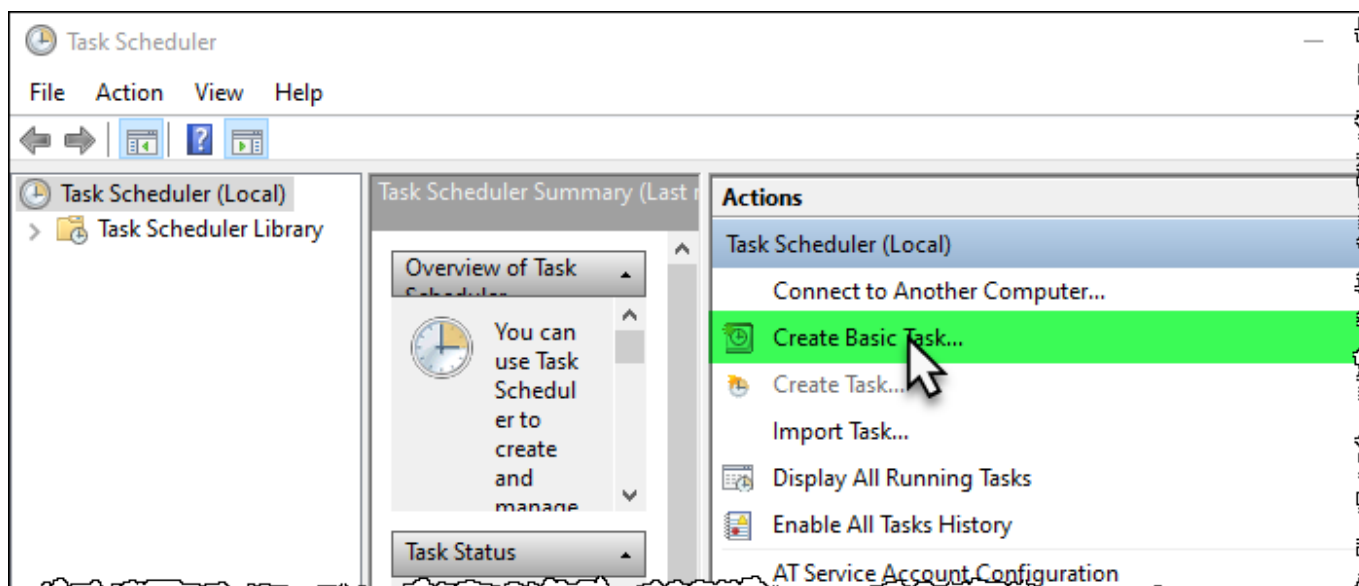 Task Scheduler
File Action View Help
Task Scheduler (Local)
Task Scheduler Library
Task Scheduler Summary (Last
Overview of Task
Scheduler
You can
use Task
Schedul
er to
create
and
manage
Task Status
Actions
Task Scheduler (Local)
Connect to Another Computer...
Create Basic Task...
Create Task...
Import Task...
Display All Running Tasks
Enable All Tasks History
AT Service Account Configuration